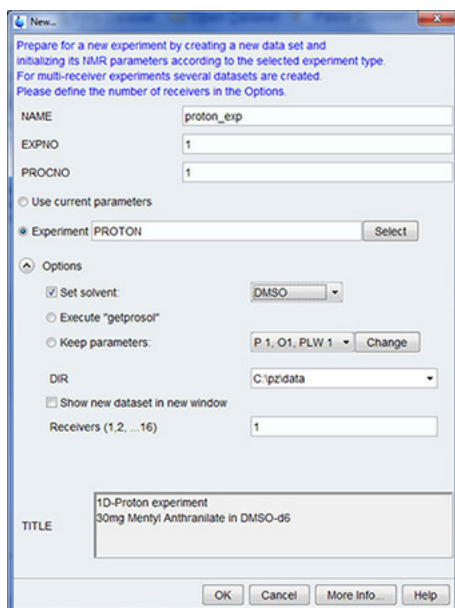 New...
Prepare for a new experiment by creating a new data set and
initializing its NMR parameters according to the selected experiment type.
For multi-receiver experiments several datasets are created.
Please define the number of receivers in the Options.
NAME proton_exp
EXPNO 1
PROCNO 1
Use current parameters
Experiment PROTON Select
Options
Set solvent: DMSO
Execute "getprosol"
Keep parameters: P 1, O1, PLW 1 Change
DIR C:\pz\data
Show new dataset in new window
Receivers (1,2, ...16) 1
TITLE
1D-Proton experiment
30mg Mentyl Anthranilate in DMSO-d6
OK Cancel More Info... Help